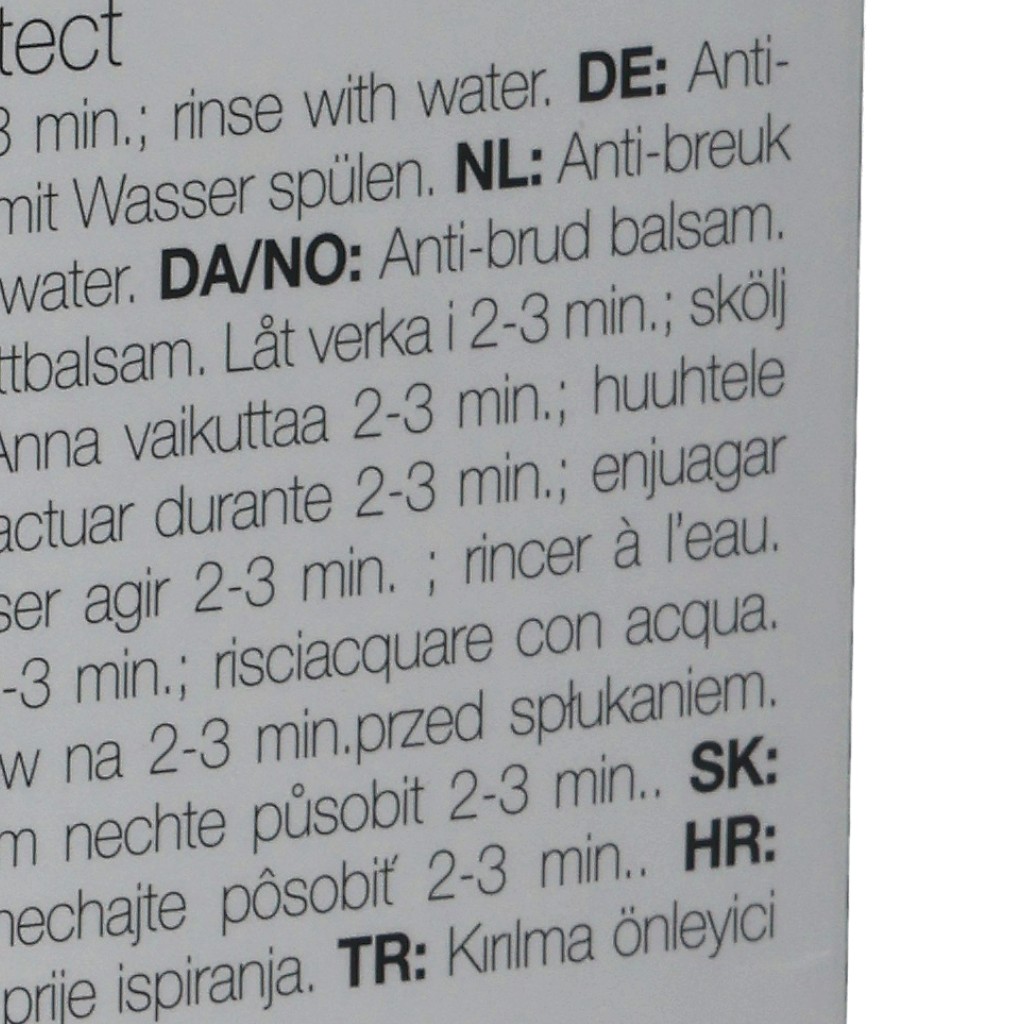 tect
3 min.; rinse with water. DE: Anti-
mit Wasser spülen. NL: Anti-breuk
water. DA/NO: Anti-brud balsam.
ttbalsam. Låt verka i 2-3 min.; skölj
Anna vaikuttaa 2-3 min.; huuhtele
actuar durante 2-3 min.; enjuagar
ser agir 2-3 min. ; rincer à l'eau.
-3 min.; risciacquare con acqua.
w na 2-3 min.przed spłukaniem.
m nechte působit 2-3 min.. SK:
nechajte pôsobiť 2-3 min.. HR:
prije ispiranja. TR: Kırılma önleyici